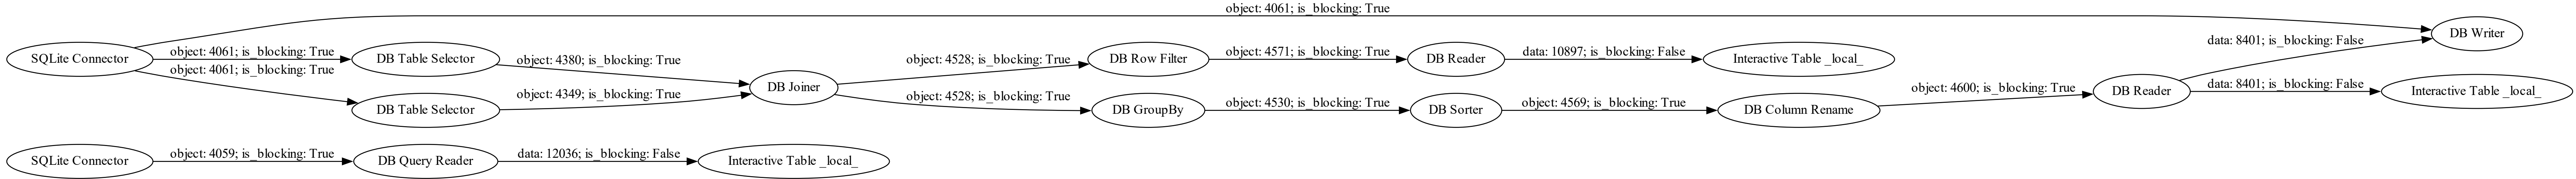 object: 4061; is_blocking: True
SQLite Connector
object: 4061; is_blocking: True
object: 4061; is_blocking: True
DB Table Selector
DB Table Selector
object: 4380; is_blocking: True
object: 4349; is_blocking: True
DB Joiner
object: 4528; is_blocking: True
object: 4528; is_blocking: True
DB Row Filter
object: 4571; is_blocking: True
DB Reader
data: 10897; is_blocking: False
Interactive Table _local_
DB GroupBy
object: 4530; is_blocking: True
DB Sorter
object: 4569; is_blocking: True
DB Column Rename
object: 4600; is_blocking: True
DB Reader
data: 8401; is_blocking: False
DB Writer
data: 8401; is_blocking: False
Interactive Table _local_
SQLite Connector
object: 4059; is_blocking: True
DB Query Reader
data: 12036; is_blocking: False
Interactive Table _local_